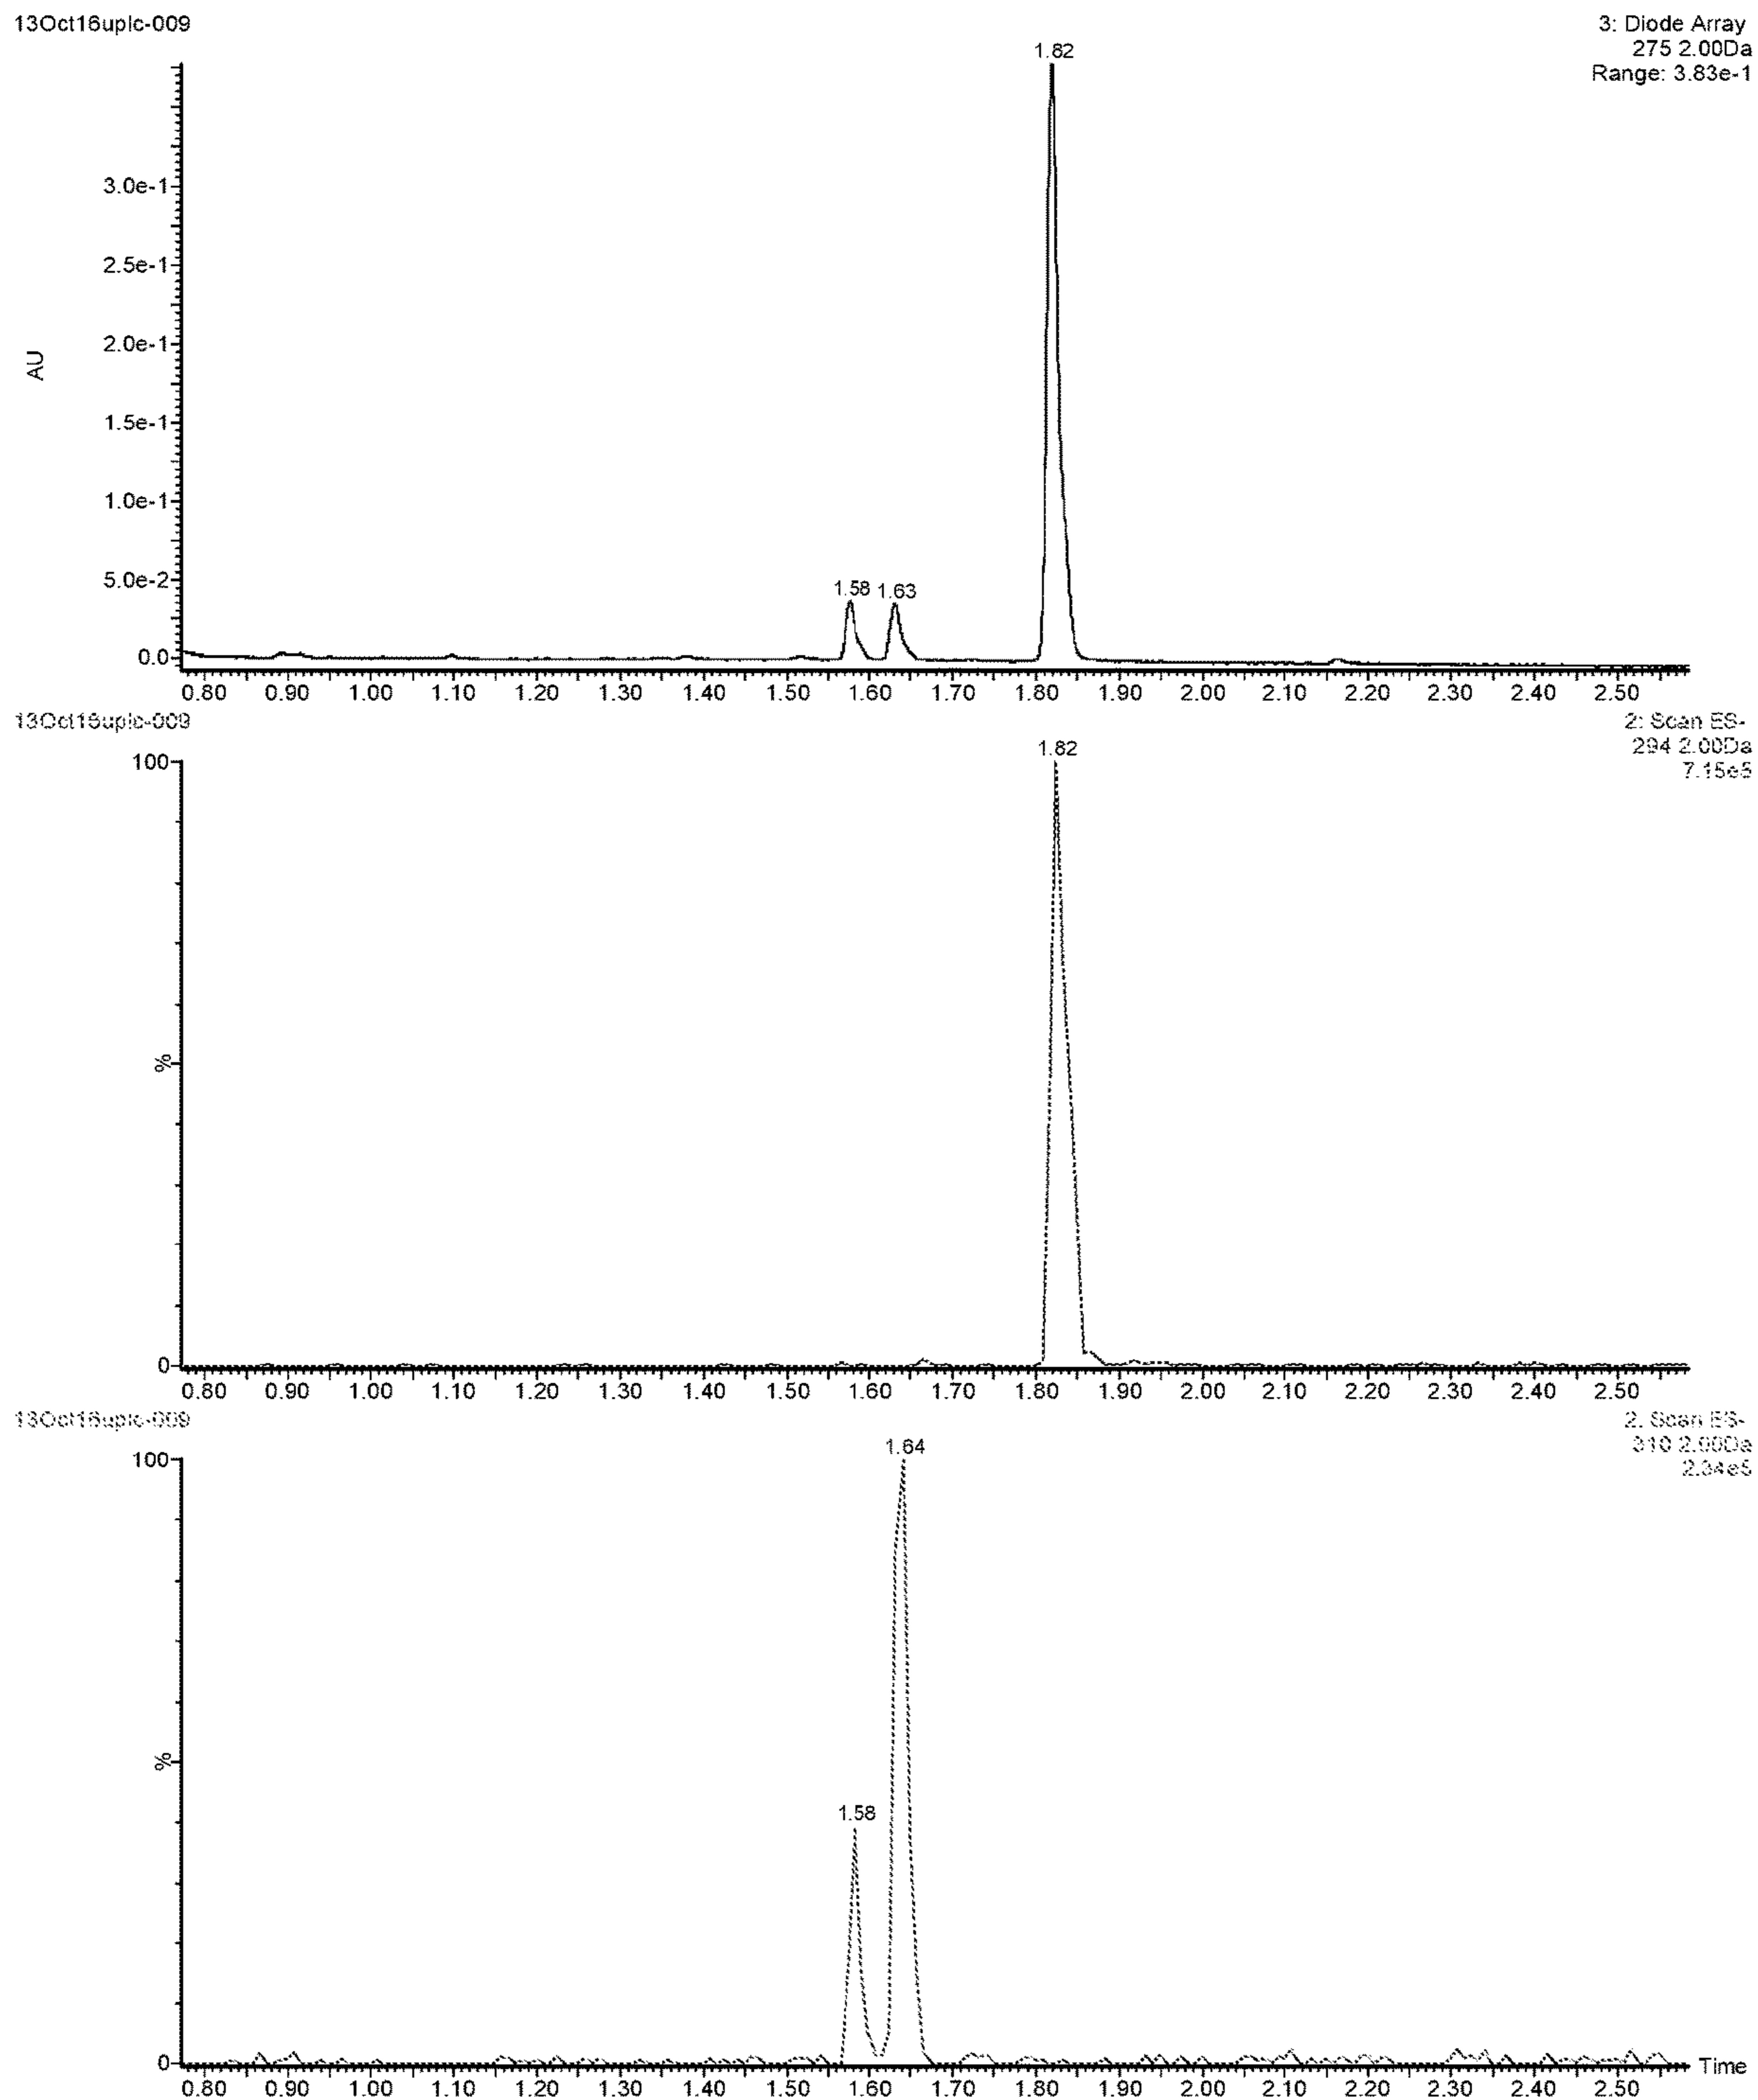 13Oct16uplc-009
3: Diode Array
275 2.00Da
Range: 3.83e-1
1.82
3.0e-1
2.5e-1
2.0e-1
AU
1.5e-1
1.0e-1
5.0e-2
1.58 1.63
0.0
0.80 0.90 1.00 1.10 1.20 1.30 1.40 1.50 1.60 1.70 1.80 1.90 2.00 2.10 2.20 2.30 2.40 2.50
13Oct16uplc-009
2: Scan ES-
294 2.00Da
7.15e5
1.82
100
%
0
0.80 0.90 1.00 1.10 1.20 1.30 1.40 1.50 1.60 1.70 1.80 1.90 2.00 2.10 2.20 2.30 2.40 2.50
13Oct16uplc-009
2: Scan ES-
310 2.00Da
2.34e5
1.64
100
%
1.58
0
Time
0.80 0.90 1.00 1.10 1.20 1.30 1.40 1.50 1.60 1.70 1.80 1.90 2.00 2.10 2.20 2.30 2.40 2.50